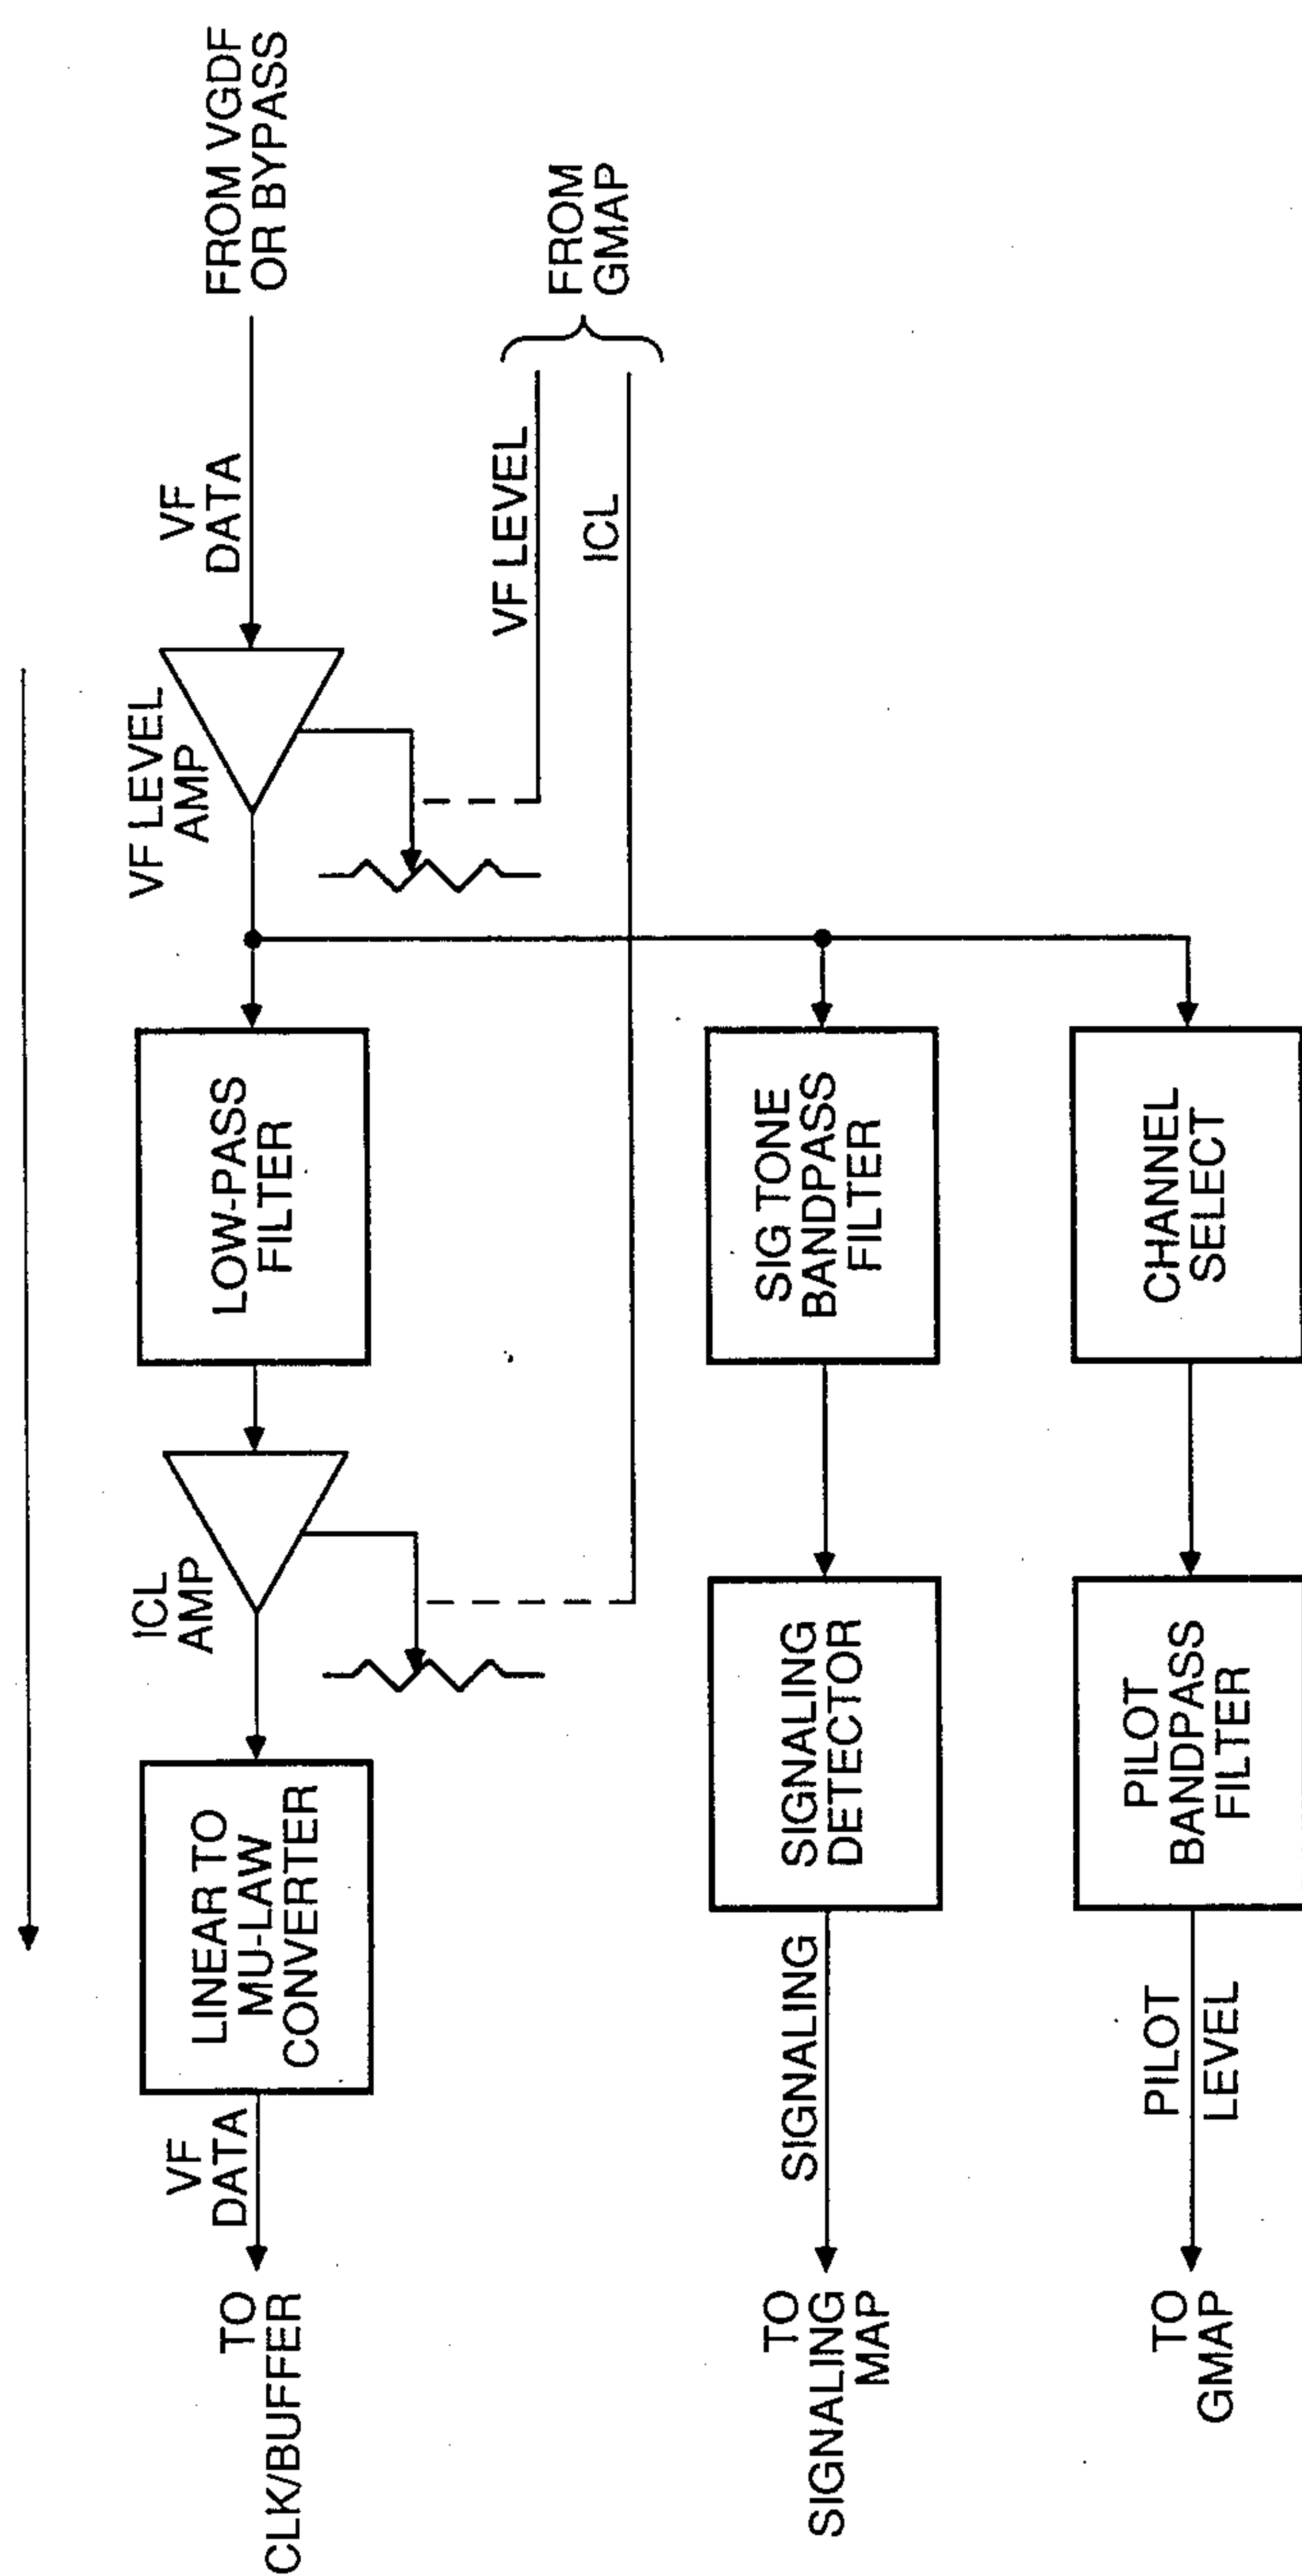 TO
CLK/BUFFER
VF
DATA
LINEAR TO
MU-LAW
CONVERTER
ICL
AMP
LOW-PASS
FILTER
VF LEVEL
AMP
VF
DATA
FROM VGDF
OR BYPASS
VF LEVEL
ICL
FROM
GMAP
TO
SIGNALING
MAP
SIGNALING
SIGNALING
DETECTOR
SIG TONE
BANDPASS
FILTER
TO
GMAP
PILOT
LEVEL
PILOT
BANDPASS
FILTER
CHANNEL
SELECT